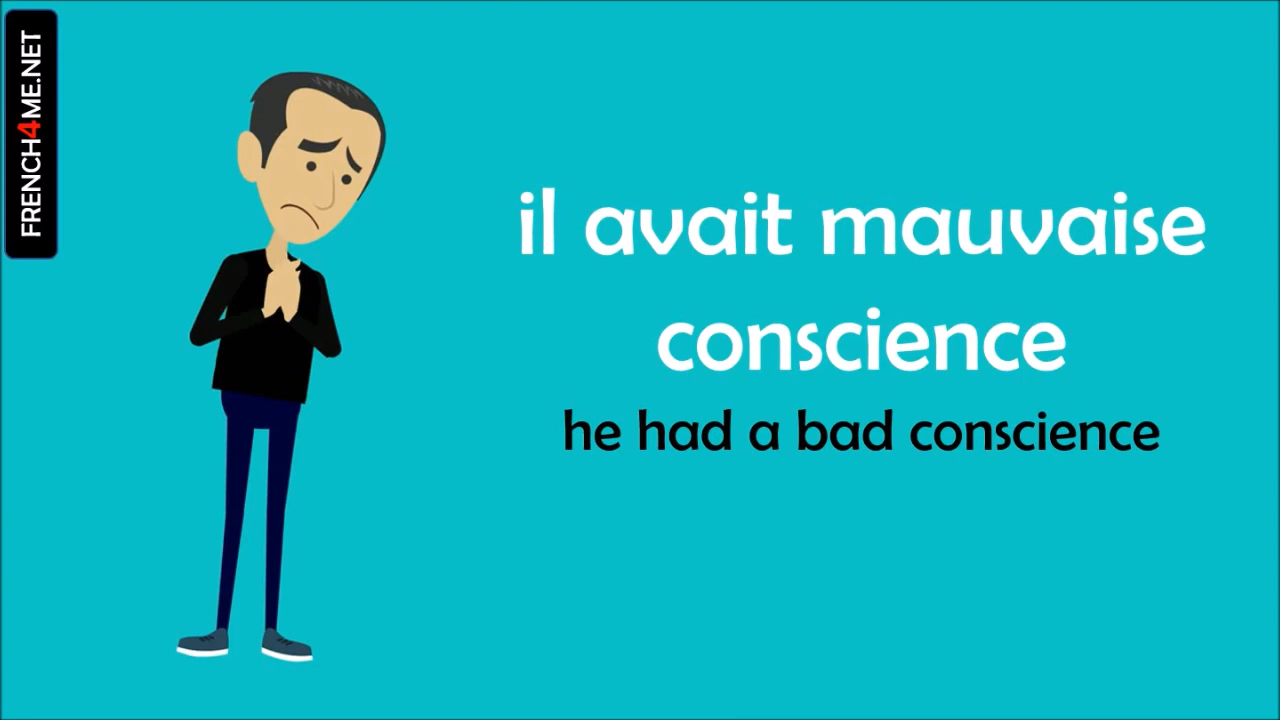 FRENCH4ME.NET
il avait mauvaise
conscience
he had a bad conscience